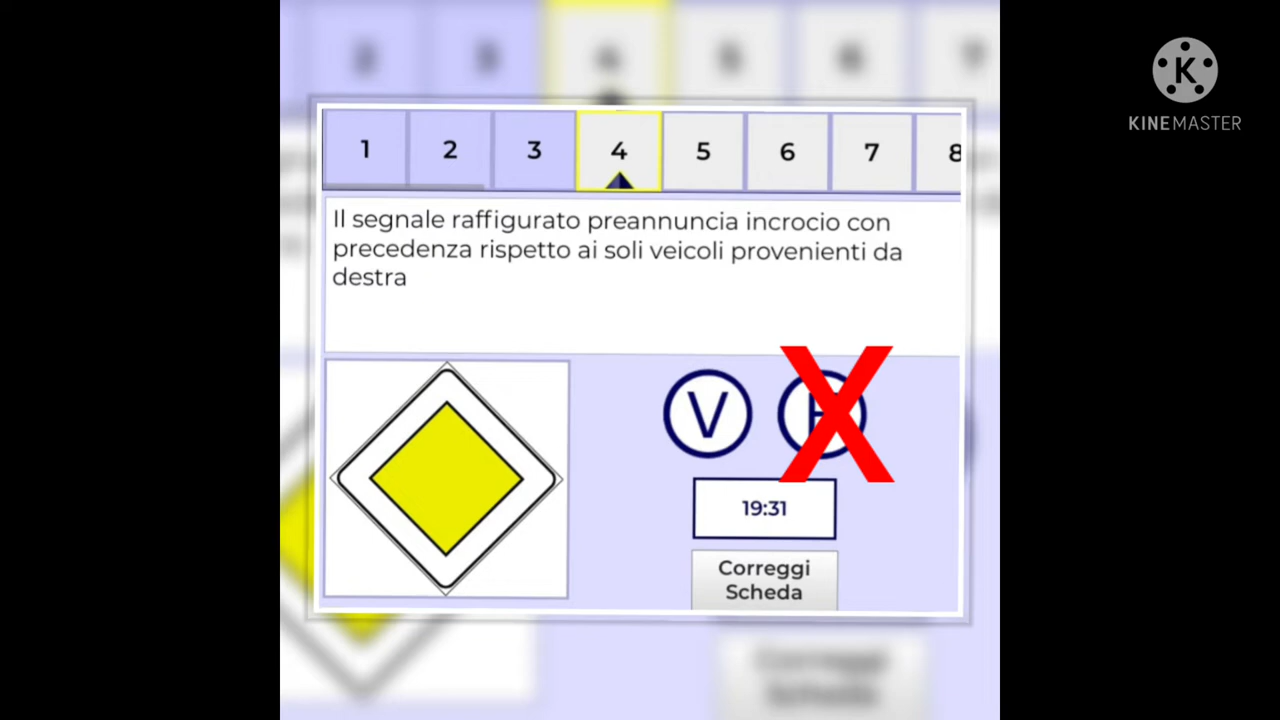 1 2 3 4 5 6 7 8
Il segnale raffigurato preannuncia incrocio con
precedenza rispetto ai soli veicoli provenienti da
destra
V
X
19:31
Correggi
Scheda
K
KINEMASTER